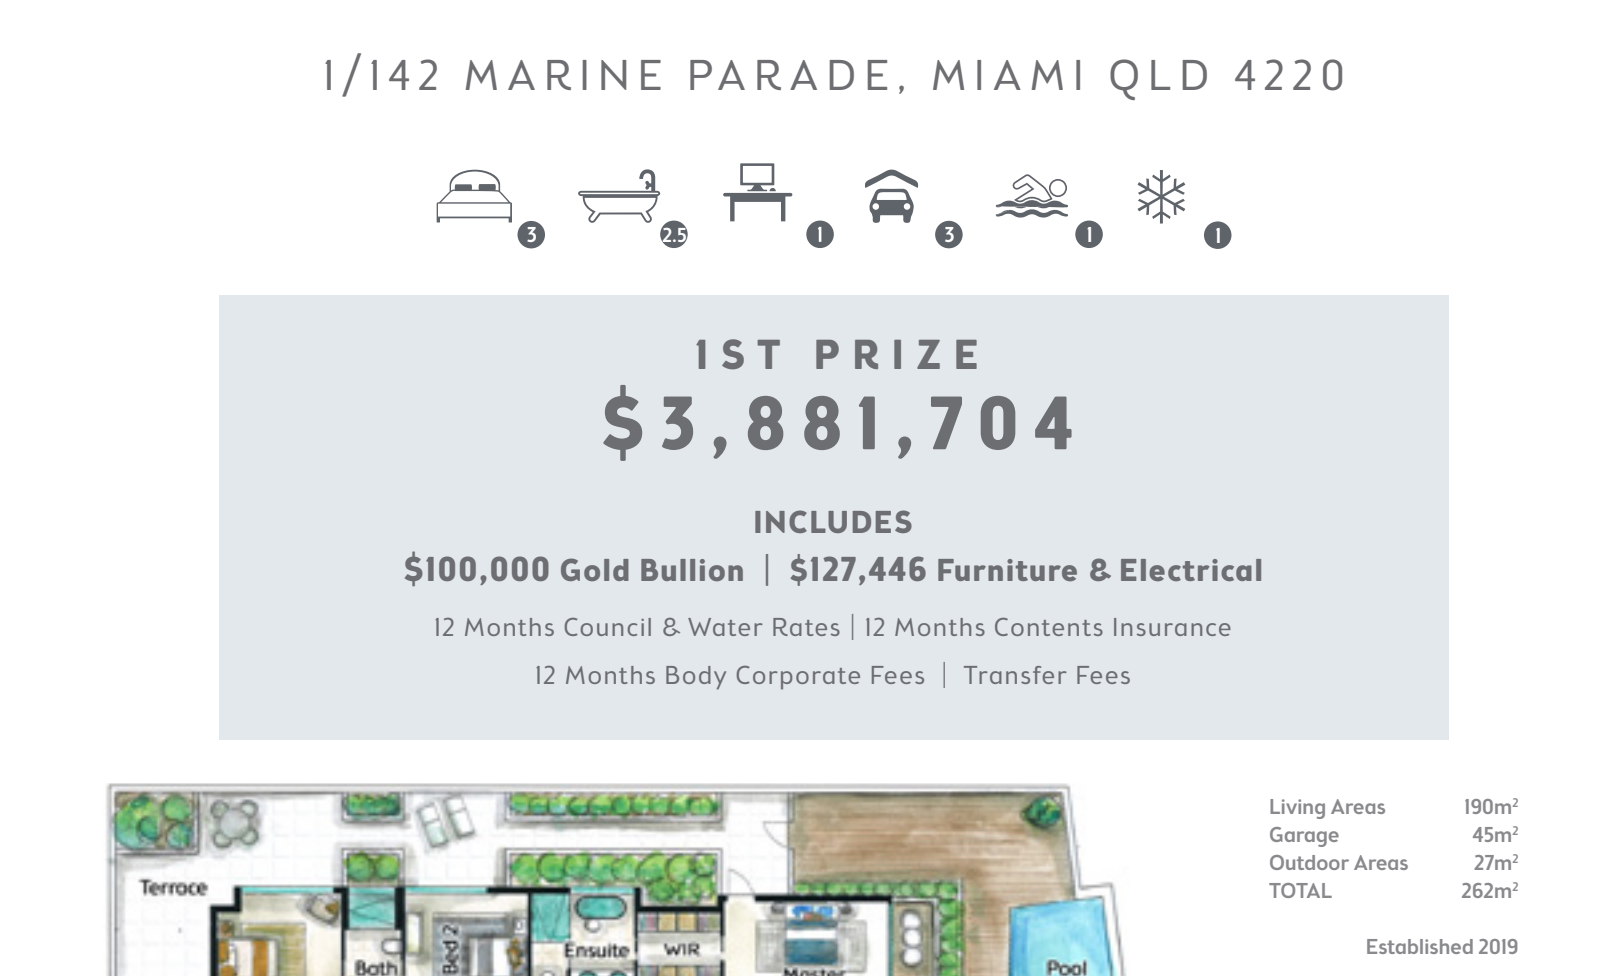 1/142 MARINE PARADE, MIAMI QLD 4220
3 2.5 1 3 1 1
1ST PRIZE
$3,881,704
INCLUDES
$100,000 Gold Bullion | $127,446 Furniture & Electrical
12 Months Council & Water Rates | 12 Months Contents Insurance
12 Months Body Corporate Fees | Transfer Fees
Living Areas 190m²
Garage 45m²
Outdoor Areas 27m²
TOTAL 262m²
Established 2019
Terrace
Bath
Bed 2
Ensuite
WIR
Master
Pool